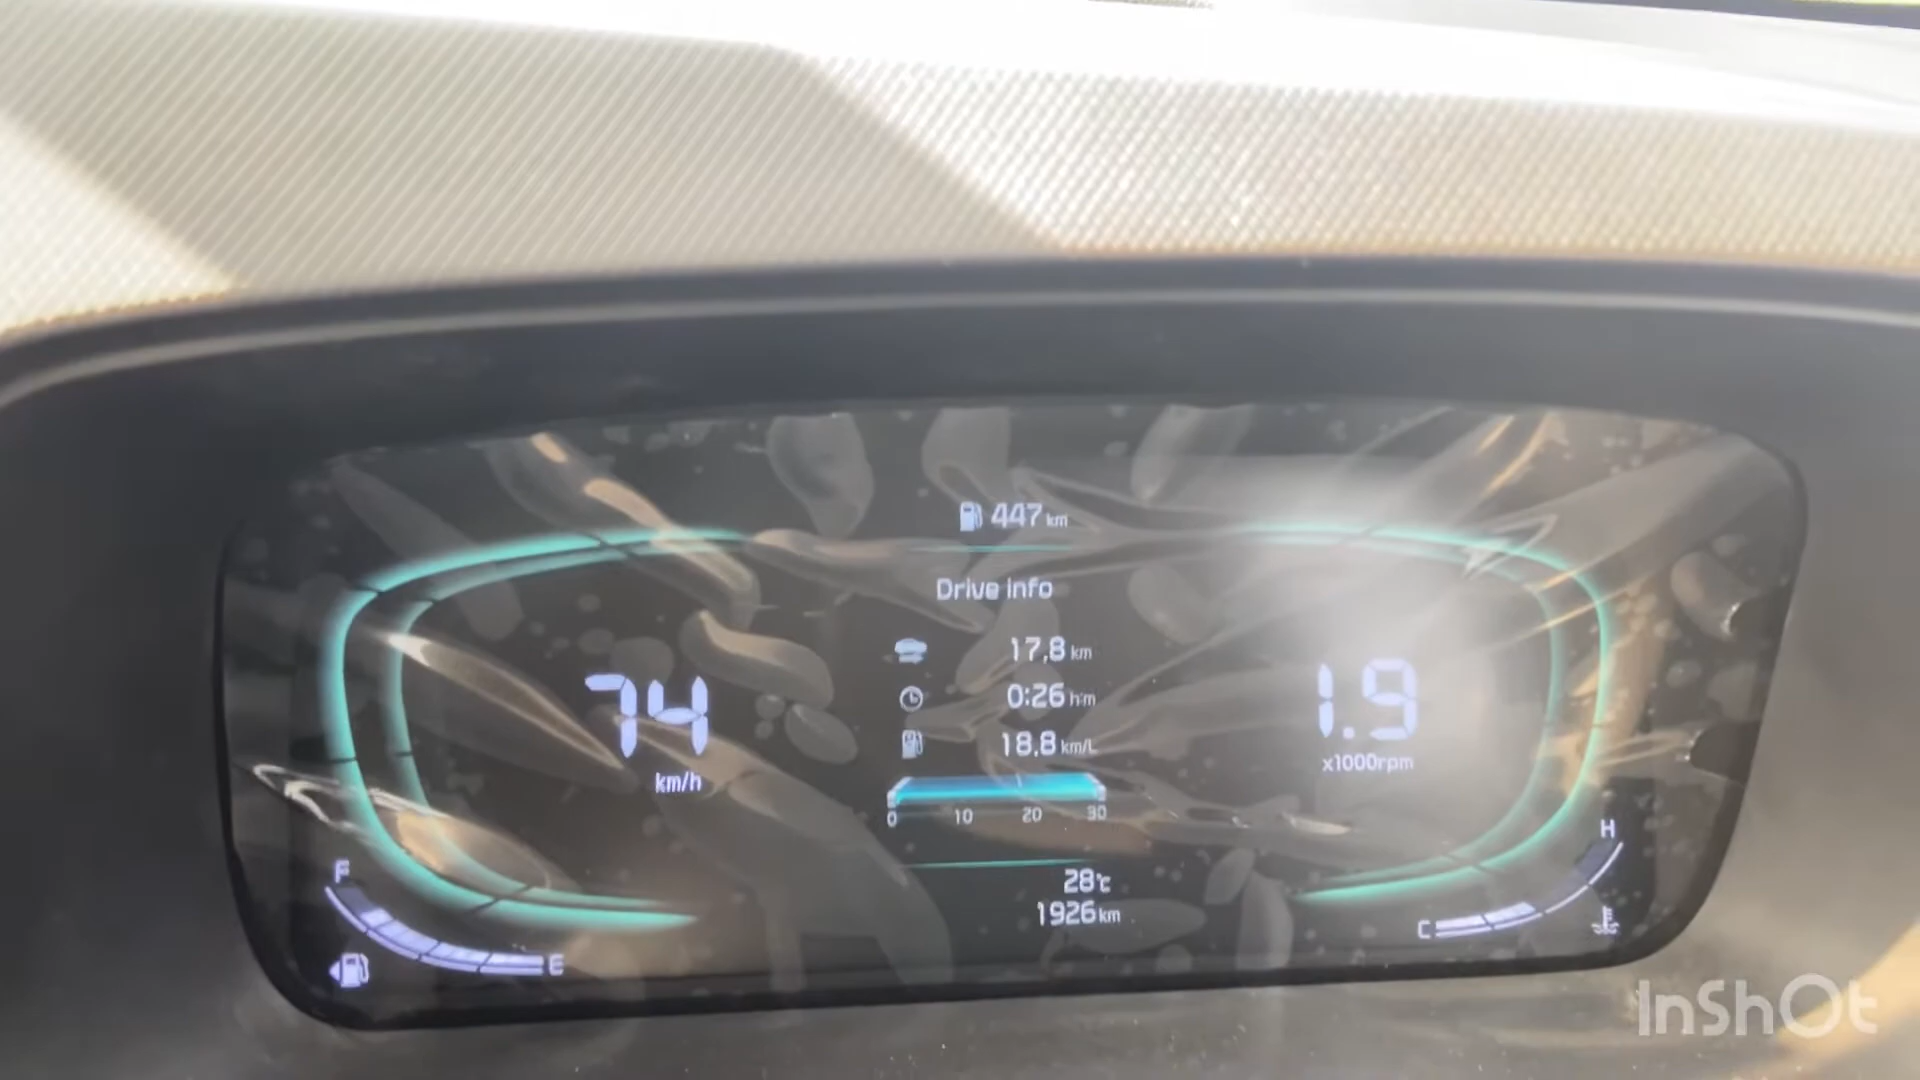 447 km
Drive info
17,8 km
0:26 h:m
18,8 km/L
0 10 20 30
74
km/h
1.9
x1000rpm
F
E
H
C
28℃
1926 km
InShOt